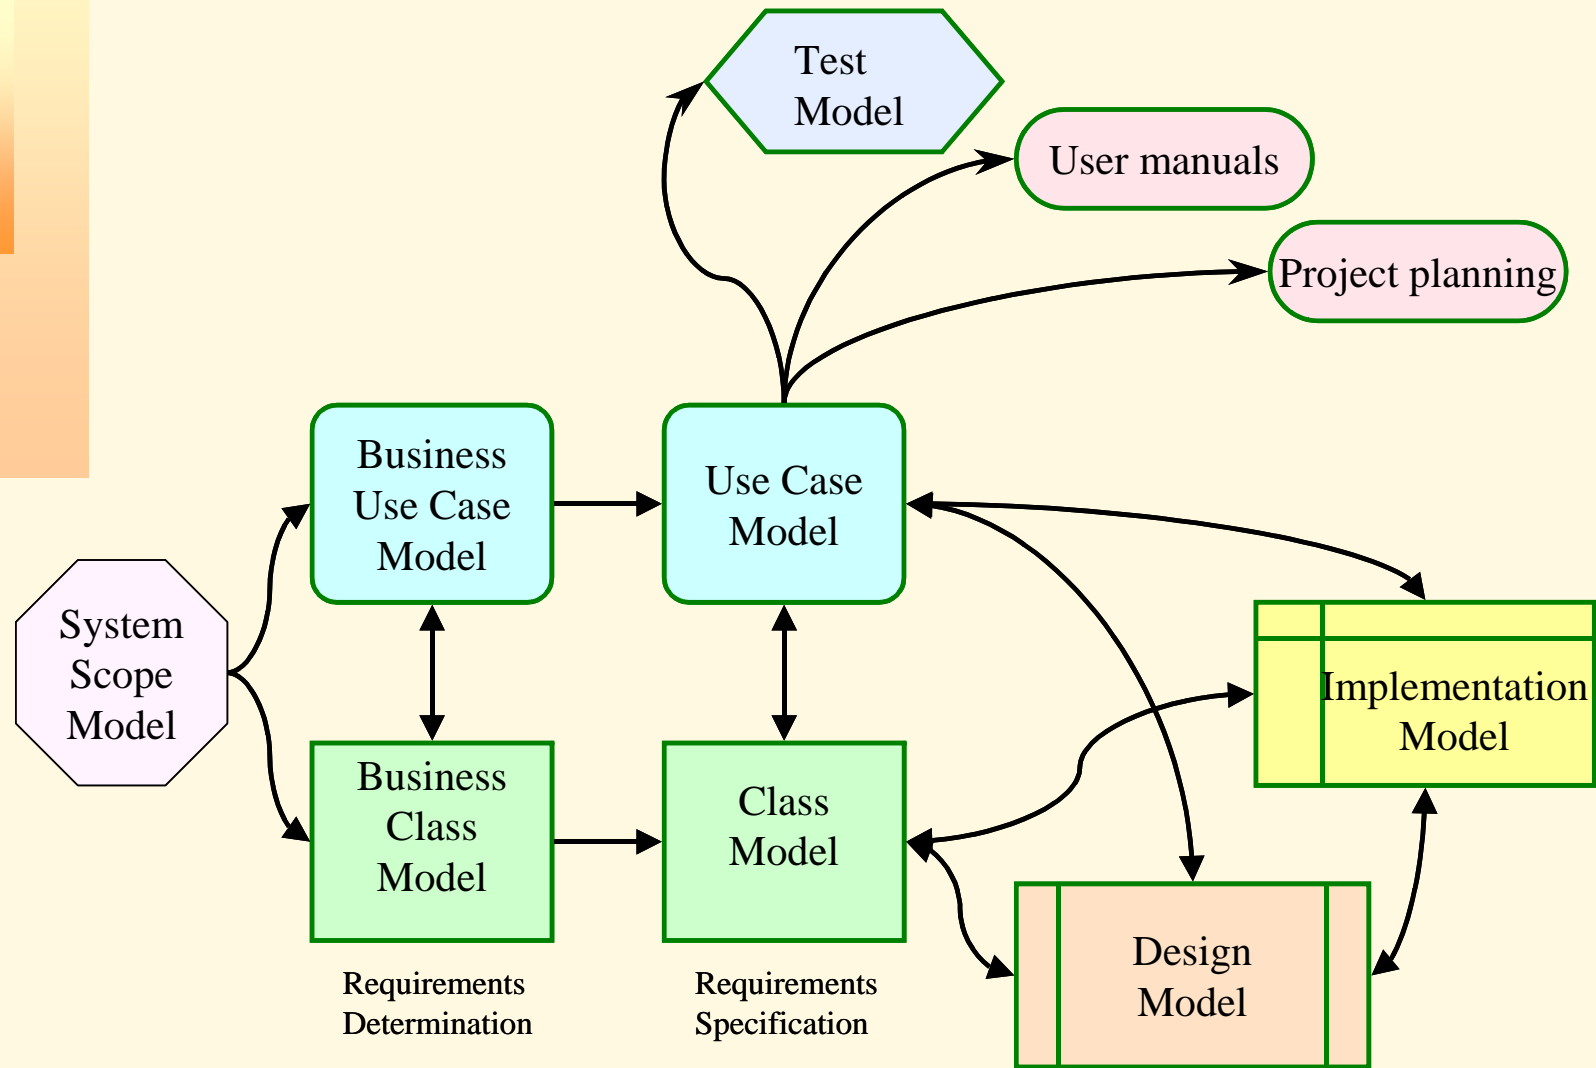 Test
Model
User manuals
Project planning
Business
Use Case
Model
Use Case
Model
System
Scope
Model
Implementation
Model
Business
Class
Model
Class
Model
Design
Model
Requirements
Determination
Requirements
Specification